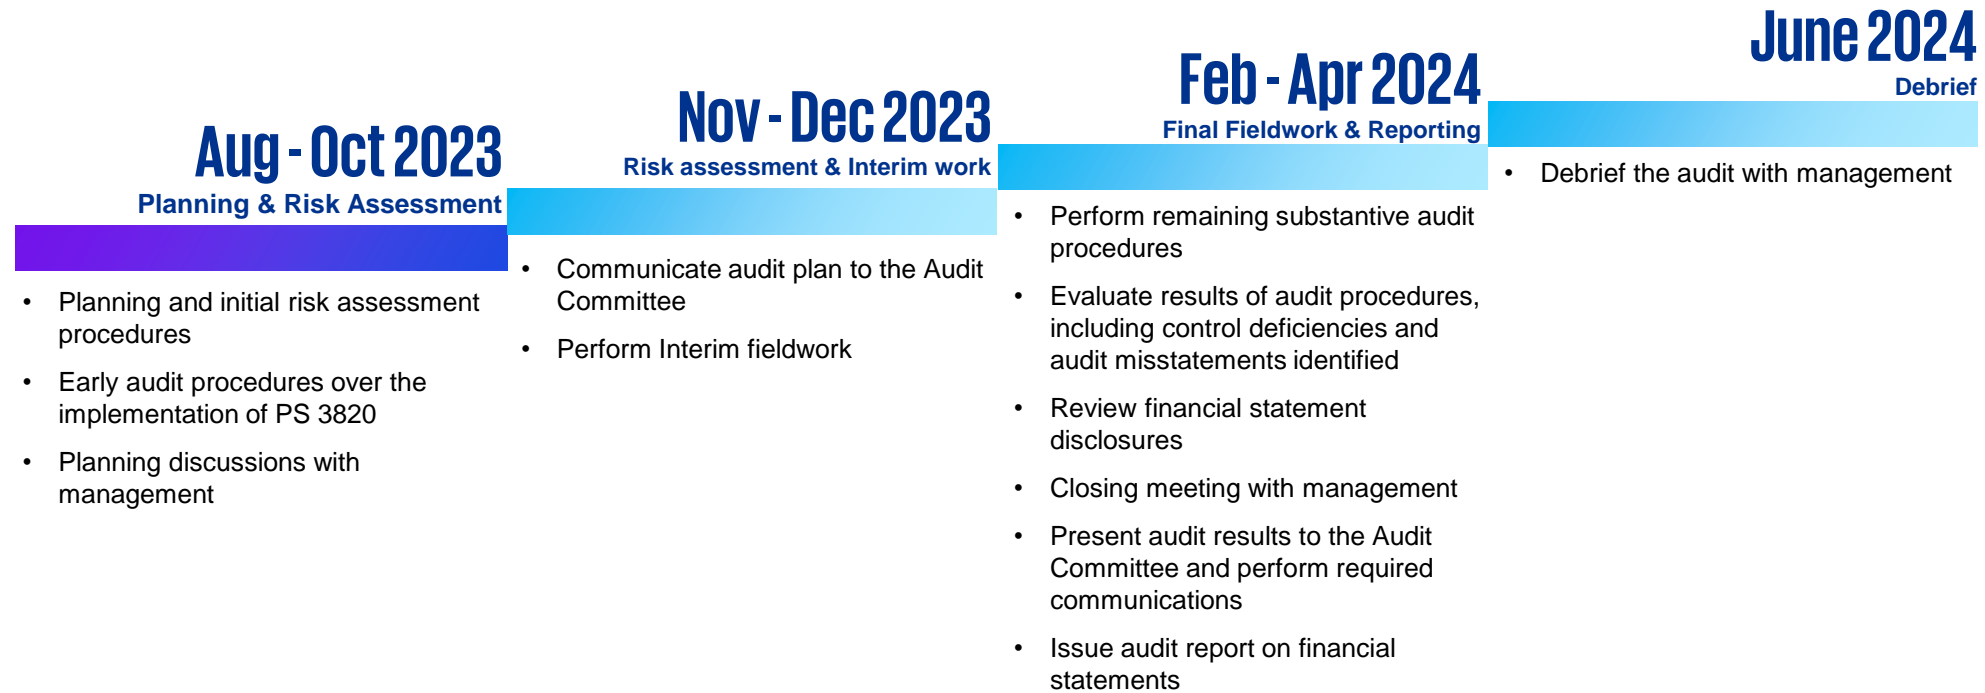 Aug - Oct 2023
Planning & Risk Assessment
• Planning and initial risk assessment
procedures
• Early audit procedures over the
implementation of PS 3820
• Planning discussions with
management
Nov - Dec 2023
Risk assessment & Interim work
• Communicate audit plan to the Audit
Committee
• Perform Interim fieldwork
Feb - Apr 2024
Final Fieldwork & Reporting
• Perform remaining substantive audit
procedures
• Evaluate results of audit procedures,
including control deficiencies and
audit misstatements identified
• Review financial statement
disclosures
• Closing meeting with management
• Present audit results to the Audit
Committee and perform required
communications
• Issue audit report on financial
statements
June 2024
Debrief
• Debrief the audit with management